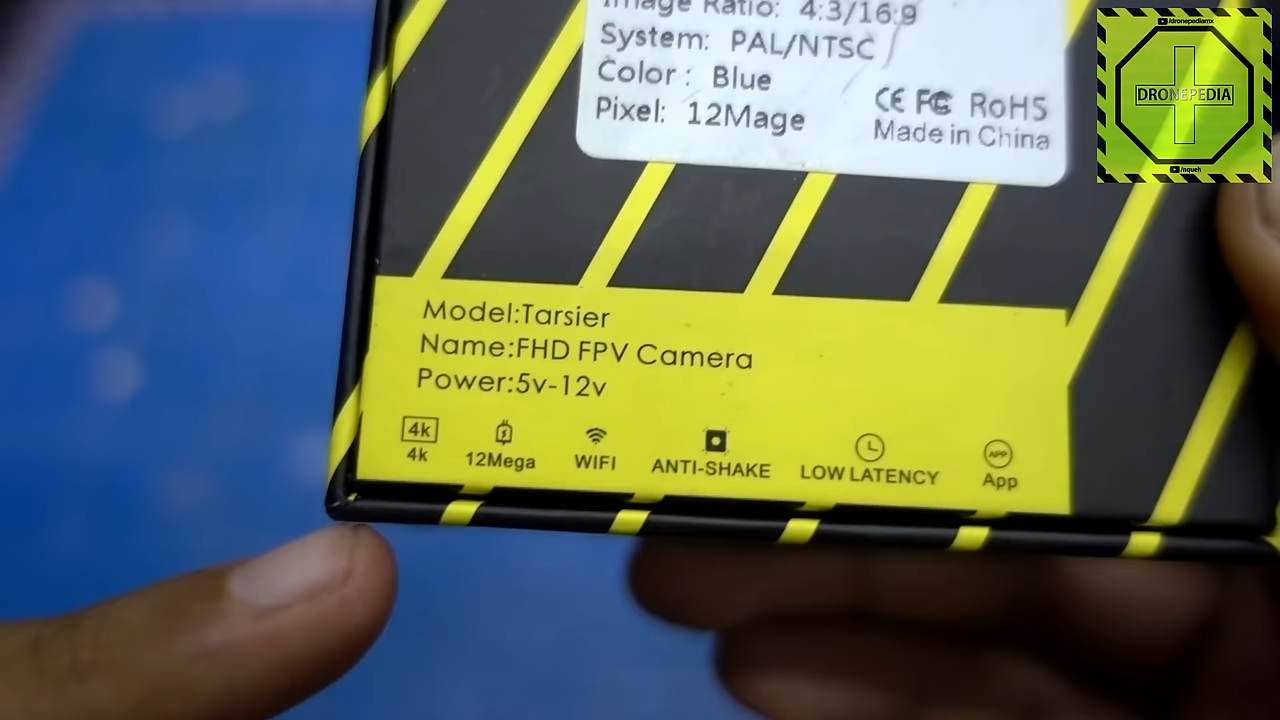 Image Ratio: 4:3/16:9
System: PAL/NTSC
Color: Blue
Pixel: 12Mage
CE FC RoHS
Made in China
Model:Tarsier
Name:FHD FPV Camera
Power:5v-12v
4k
4k
12Mega
WIFI
ANTI-SHAKE
LOW LATENCY
APP
App
/dronepediamx
DRONEPEDIA
/nqueh